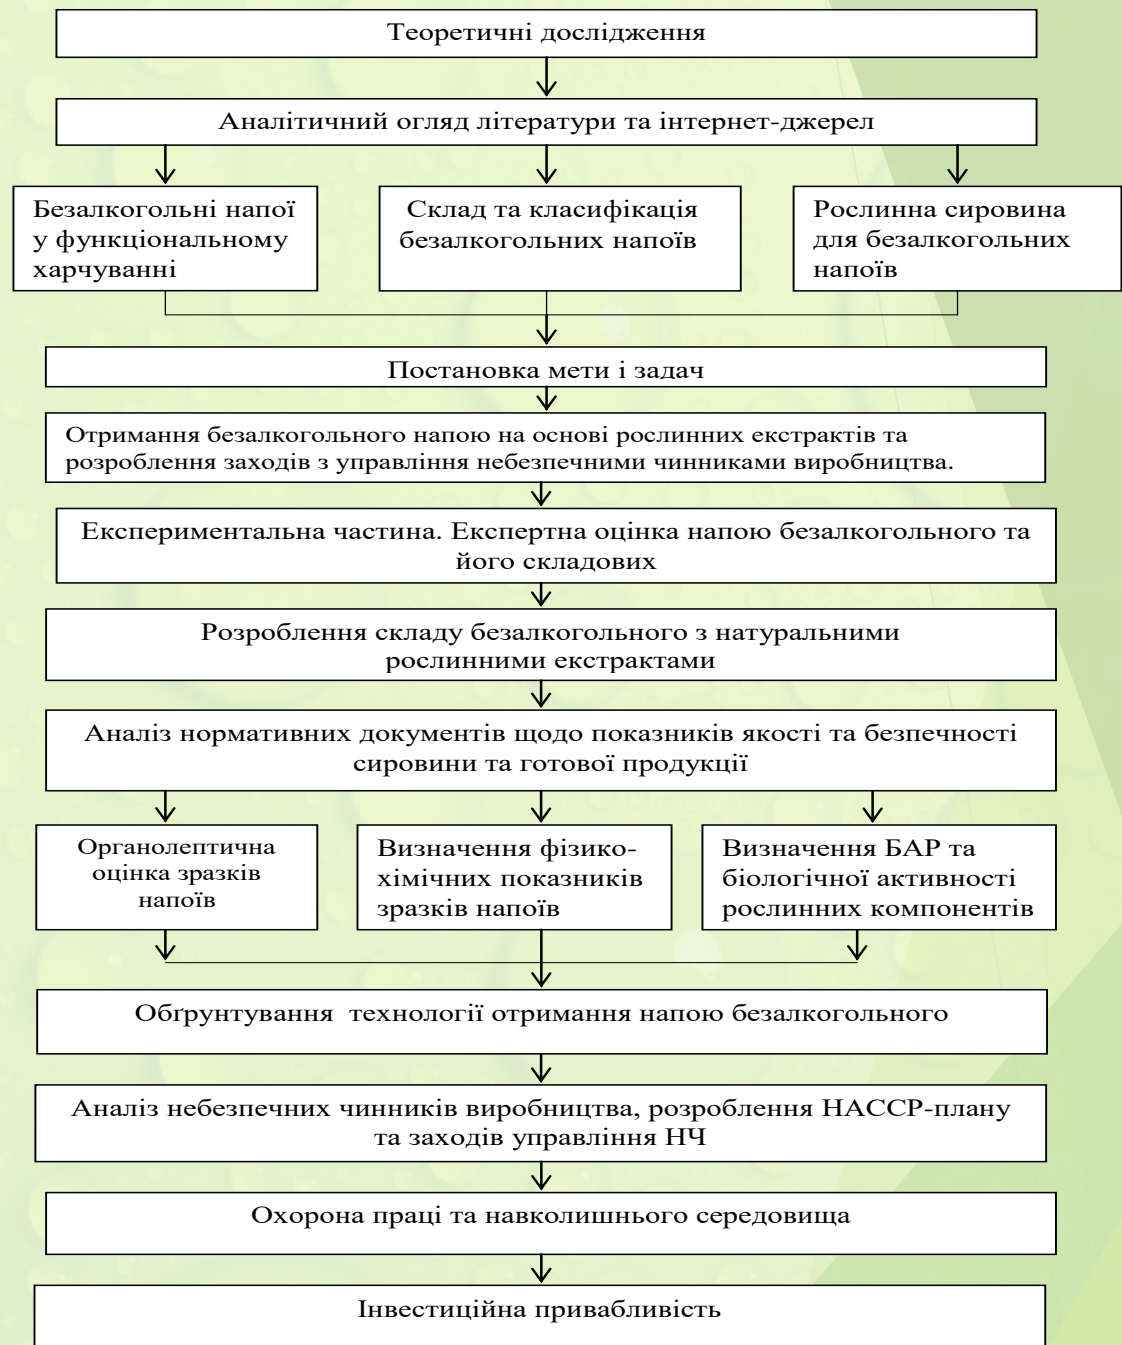 Теоретичні дослідження
Аналітичний огляд літератури та інтернет-джерел
Безалкогольні напої
у функціональному
харчуванні
Склад та класифікація
безалкогольних напоїв
Рослинна сировина
для безалкогольних
напоїв
Постановка мети і задач
Отримання безалкогольного напою на основі рослинних екстрактів та
розроблення заходів з управління небезпечними чинниками виробництва.
Експериментальна частина. Експертна оцінка напою безалкогольного та
його складових
Розроблення складу безалкогольного з натуральними
рослинними екстрактами
Аналіз нормативних документів щодо показників якості та безпечності
сировини та готової продукції
Органолептична
оцінка зразків
напоїв
Визначення фізико-
хімічних показників
зразків напоїв
Визначення БАР та
біологічної активності
рослинних компонентів
Обґрунтування технології отримання напою безалкогольного
Аналіз небезпечних чинників виробництва, розроблення НАССР-плану
та заходів управління НЧ
Охорона праці та навколишнього середовища
Інвестиційна привабливість